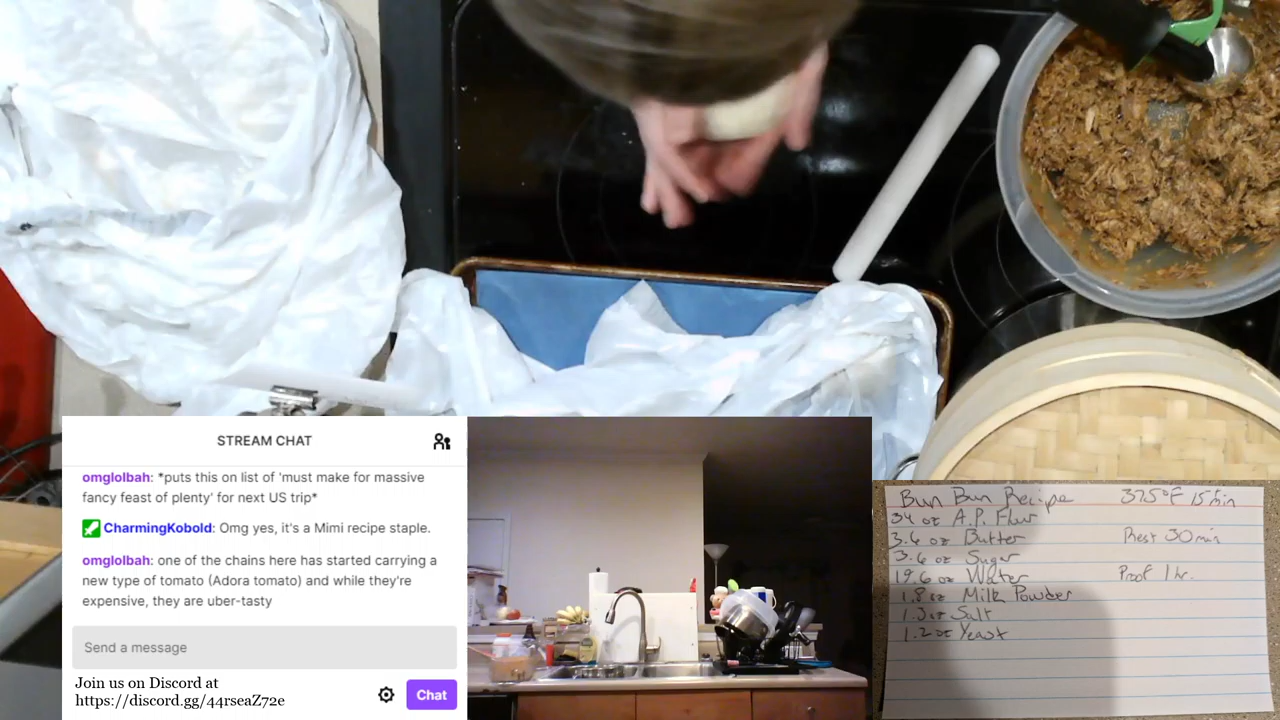 STREAM CHAT
omglolbah: *puts this on list of 'must make for massive
fancy feast of plenty' for next US trip*
CharmingKobold: Omg yes, it's a Mimi recipe staple.
omglolbah: one of the chains here has started carrying a
new type of tomato (Adora tomato) and while they're
expensive, they are uber-tasty
Send a message
Join us on Discord at
https://discord.gg/44rseaZ72e
Chat
Bun Bun Recipe 375°F 15 min
34 oz A.P. Flour
3.6 oz Butter Rest 30 min
3.6 oz Sugar
19.6 oz Water Proof 1 hr.
1.8 oz Milk Powder
Salt
1.2 oz Yeast